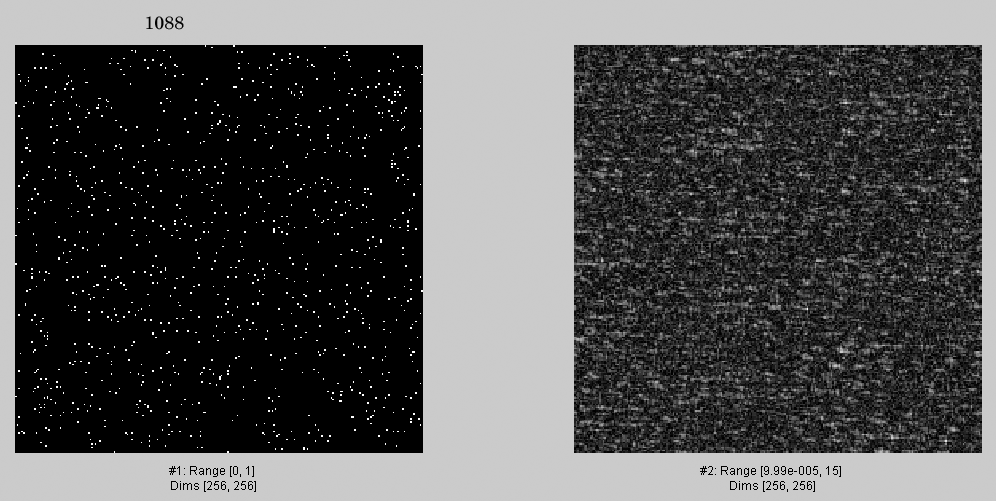 1088
#1: Range [0, 1]
Dims [256, 256]
#2: Range [9.99e-005, 15]
Dims [256, 256]